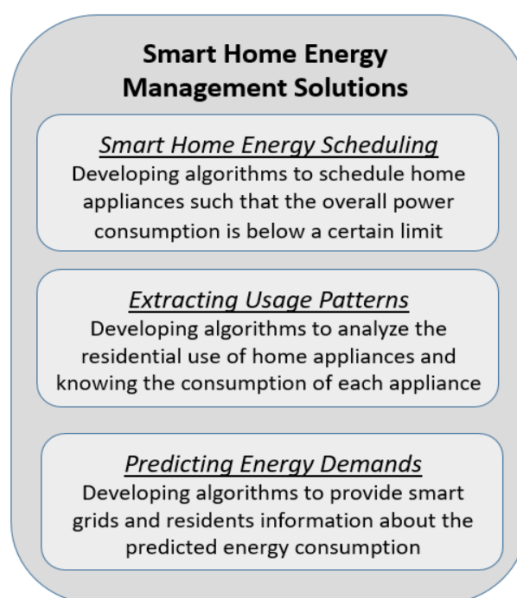 Smart Home Energy
Management Solutions
Smart Home Energy Scheduling
Developing algorithms to schedule home
appliances such that the overall power
consumption is below a certain limit
Extracting Usage Patterns
Developing algorithms to analyze the
residential use of home appliances and
knowing the consumption of each appliance
Predicting Energy Demands
Developing algorithms to provide smart
grids and residents information about the
predicted energy consumption